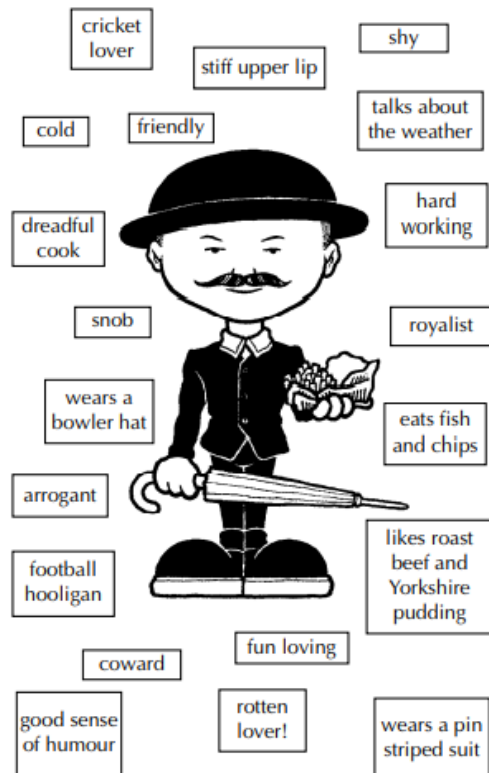 cricket
lover
shy
stiff upper lip
talks about
the weather
cold
friendly
hard
working
dreadful
cook
snob
royalist
wears a
bowler hat
eats fish
and chips
arrogant
likes roast
beef and
Yorkshire
pudding
football
hooligan
fun loving
coward
good sense
of humour
rotten
lover!
wears a pin
striped suit